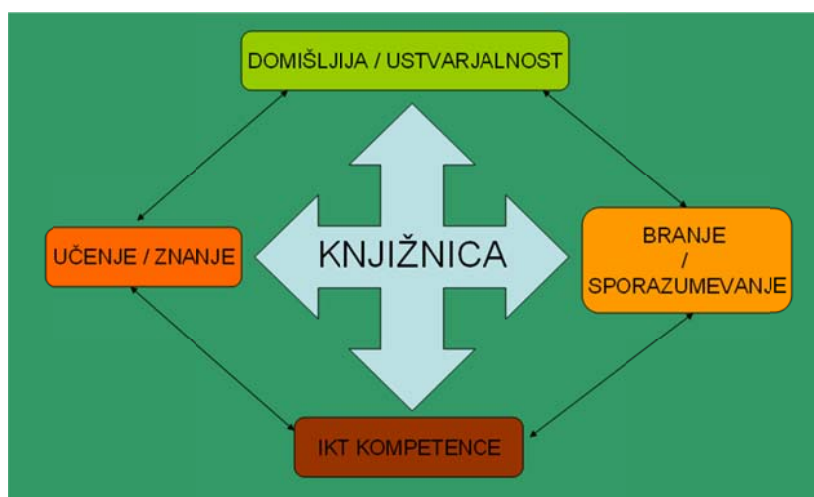 DOMIŠLJIJA / USTVARJALNOST
UČENJE / ZNANJE
KNJIŽNICA
BRANJE
/
SPORAZUMEVANJE
IKT KOMPETENCE